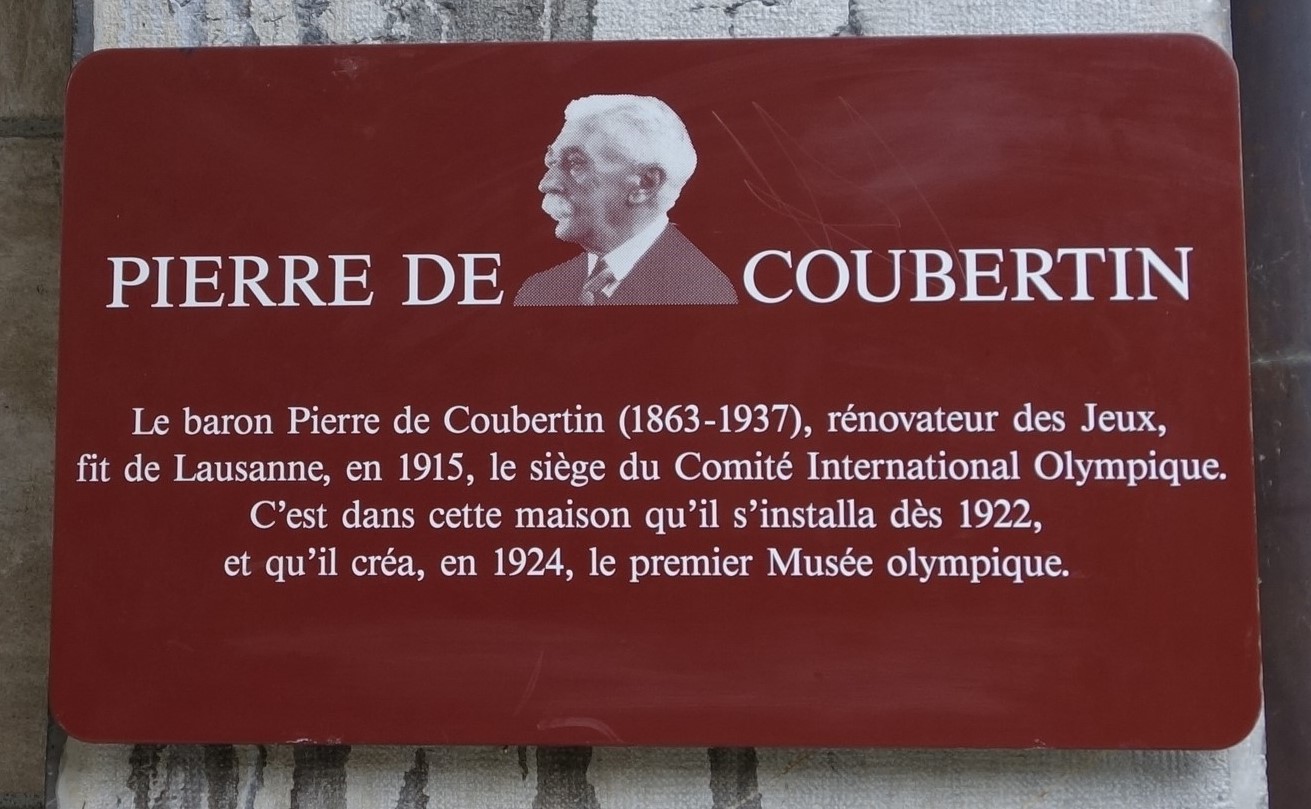 PIERRE DE COUBERTIN
Le baron Pierre de Coubertin (1863-1937), rénovateur des Jeux,
fit de Lausanne, en 1915, le siège du Comité International Olympique.
C'est dans cette maison qu'il s'installa dès 1922,
et qu'il créa, en 1924, le premier Musée olympique.